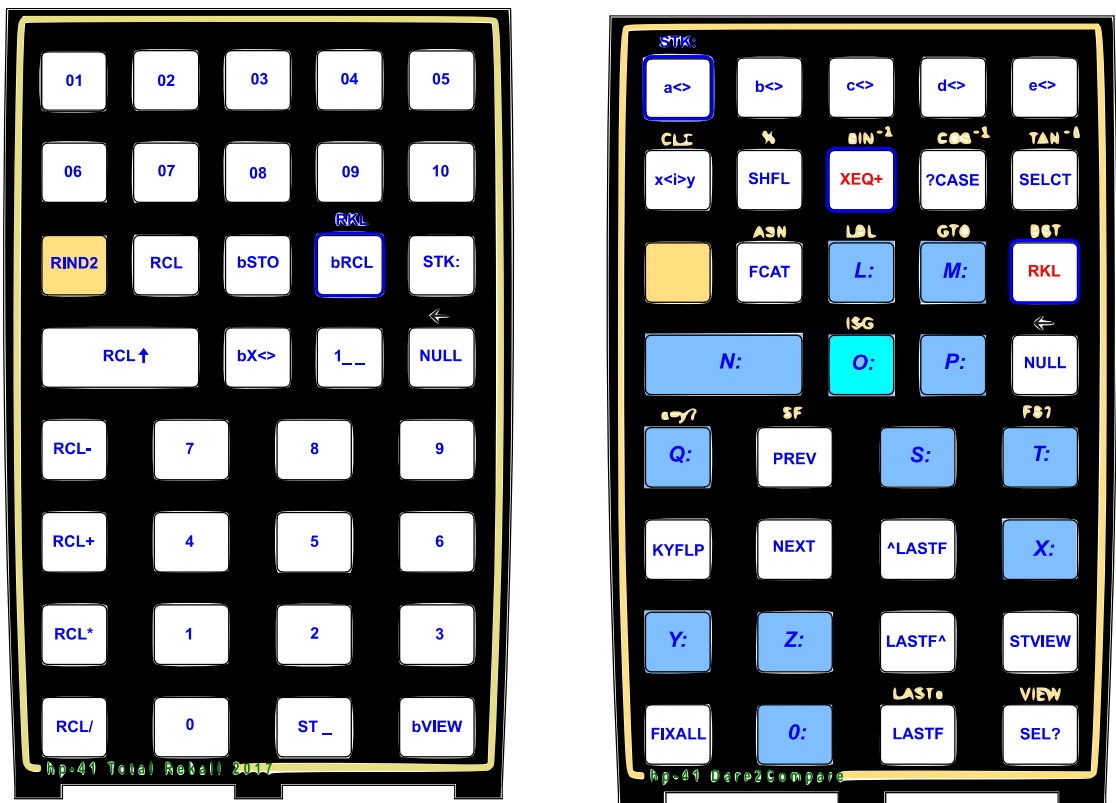 01 02 03 04 05
06 07 08 09 10
RKL
RIND2 RCL bSTO bRCL STK:
←
RCL↑ bX<> 1_ _ NULL
RCL- 7 8 9
RCL+ 4 5 6
RCL* 1 2 3
RCL/ 0 ST _ bVIEW
hp-41 Total Rekall 2017
STK:
a<> b<> c<> d<> e<>
CLΣ % SIN-1 COS-1 TAN-1
x<i>y SHFL XEQ+ ?CASE SELCT
ASN LBL GTO BST
FCAT L: M: RKL
ISG ←
N: O: P: NULL
SF FS?
Q: PREV S: T:
KYFLP NEXT ^LASTF X:
Y: Z: LASTF^ STVIEW
VIEW
FIXALL 0: LASTF SEL?
hp-41 Dare2Compare